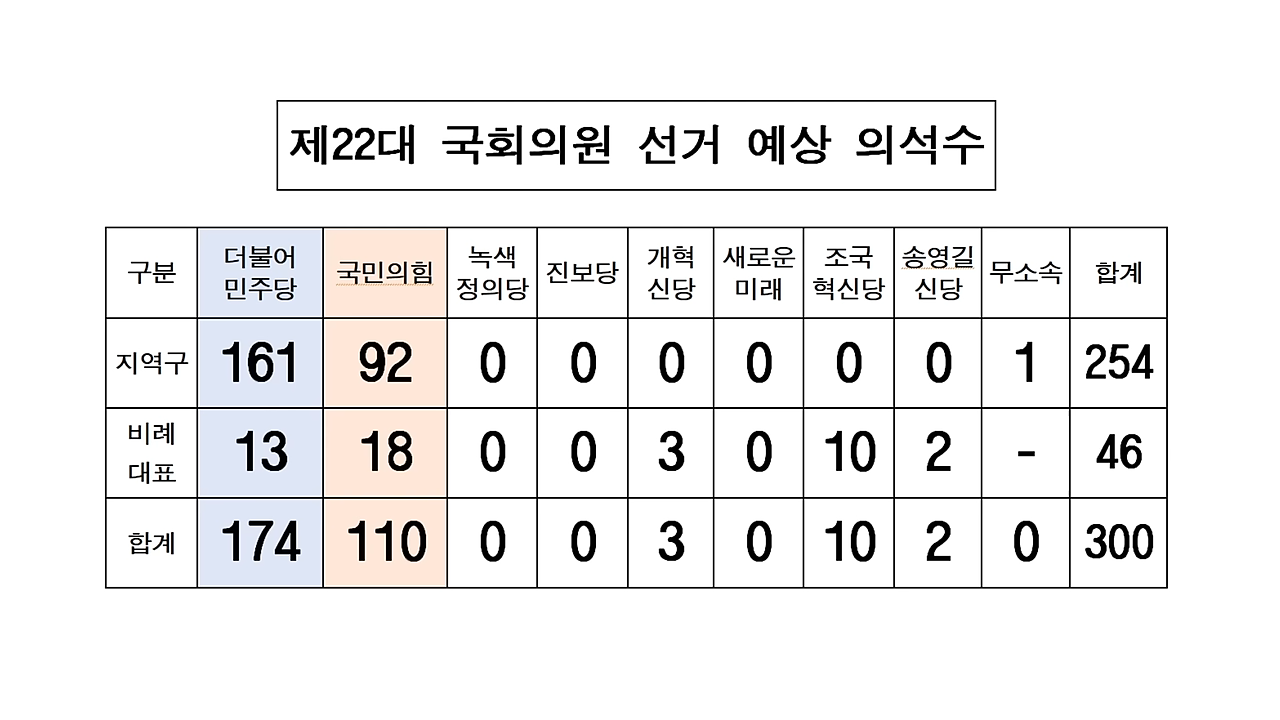 제22대 국회의원 선거 예상 의석수
구분 더불어 민주당 국민의힘 녹색 정의당 진보당 개혁 신당 새로운 미래 조국 혁신당 송영길 신당 무소속 합계
지역구 161 92 0 0 0 0 0 0 1 254
비례 대표 13 18 0 0 3 0 10 2 - 46
합계 174 110 0 0 3 0 10 2 0 300